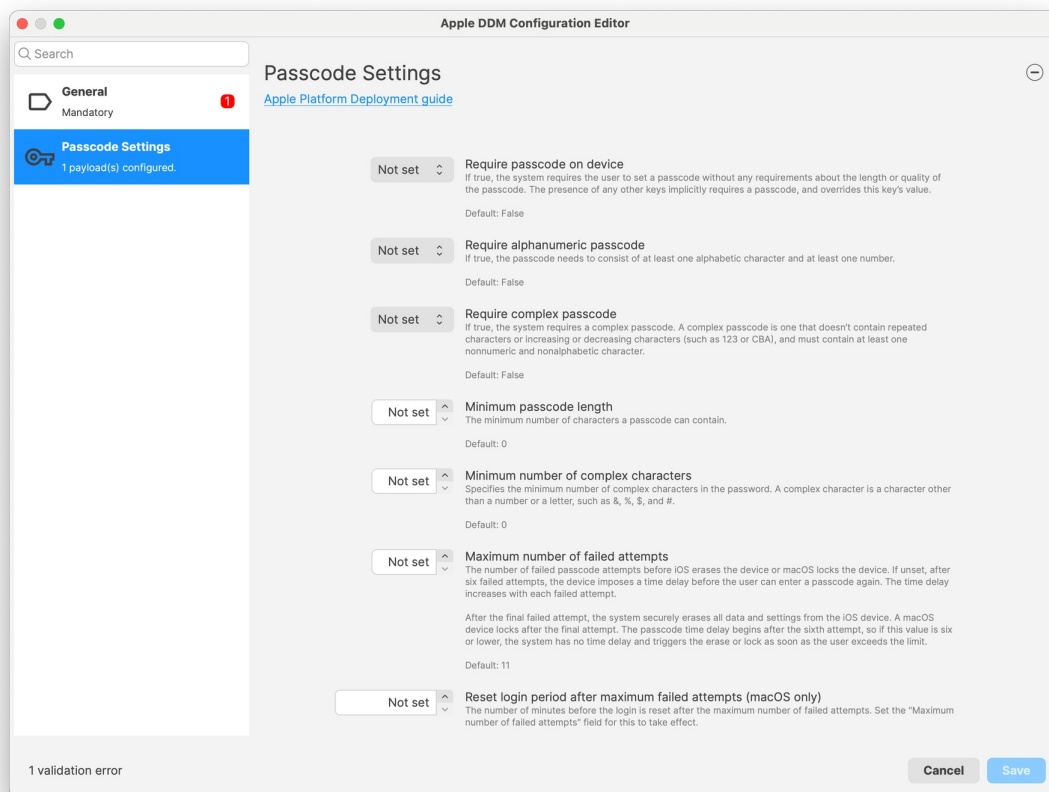 Apple DDM Configuration Editor
Search
General
Mandatory
1
Passcode Settings
1 payload(s) configured.
Passcode Settings
Apple Platform Deployment guide
Not set
Require passcode on device
If true, the system requires the user to set a passcode without any requirements about the length or quality of
the passcode. The presence of any other keys implicitly requires a passcode, and overrides this key's value.
Default: False
Not set
Require alphanumeric passcode
If true, the passcode needs to consist of at least one alphabetic character and at least one number.
Default: False
Not set
Require complex passcode
If true, the system requires a complex passcode. A complex passcode is one that doesn't contain repeated
characters or increasing or decreasing characters (such as 123 or CBA), and must contain at least one
nonnumeric and nonalphabetic character.
Default: False
Not set
Minimum passcode length
The minimum number of characters a passcode can contain.
Default: 0
Not set
Minimum number of complex characters
Specifies the minimum number of complex characters in the password. A complex character is a character other
than a number or a letter, such as &, %, $, and #.
Default: 0
Not set
Maximum number of failed attempts
The number of failed passcode attempts before iOS erases the device or macOS locks the device. If unset, after
six failed attempts, the device imposes a time delay before the user can enter a passcode again. The time delay
increases with each failed attempt.
After the final failed attempt, the system securely erases all data and settings from the iOS device. A macOS
device locks after the final attempt. The passcode time delay begins after the sixth attempt, so if this value is six
or lower, the system has no time delay and triggers the erase or lock as soon as the user exceeds the limit.
Default: 11
Not set
Reset login period after maximum failed attempts (macOS only)
The number of minutes before the login is reset after the maximum number of failed attempts. Set the "Maximum
number of failed attempts" field for this to take effect.
1 validation error
Cancel
Save